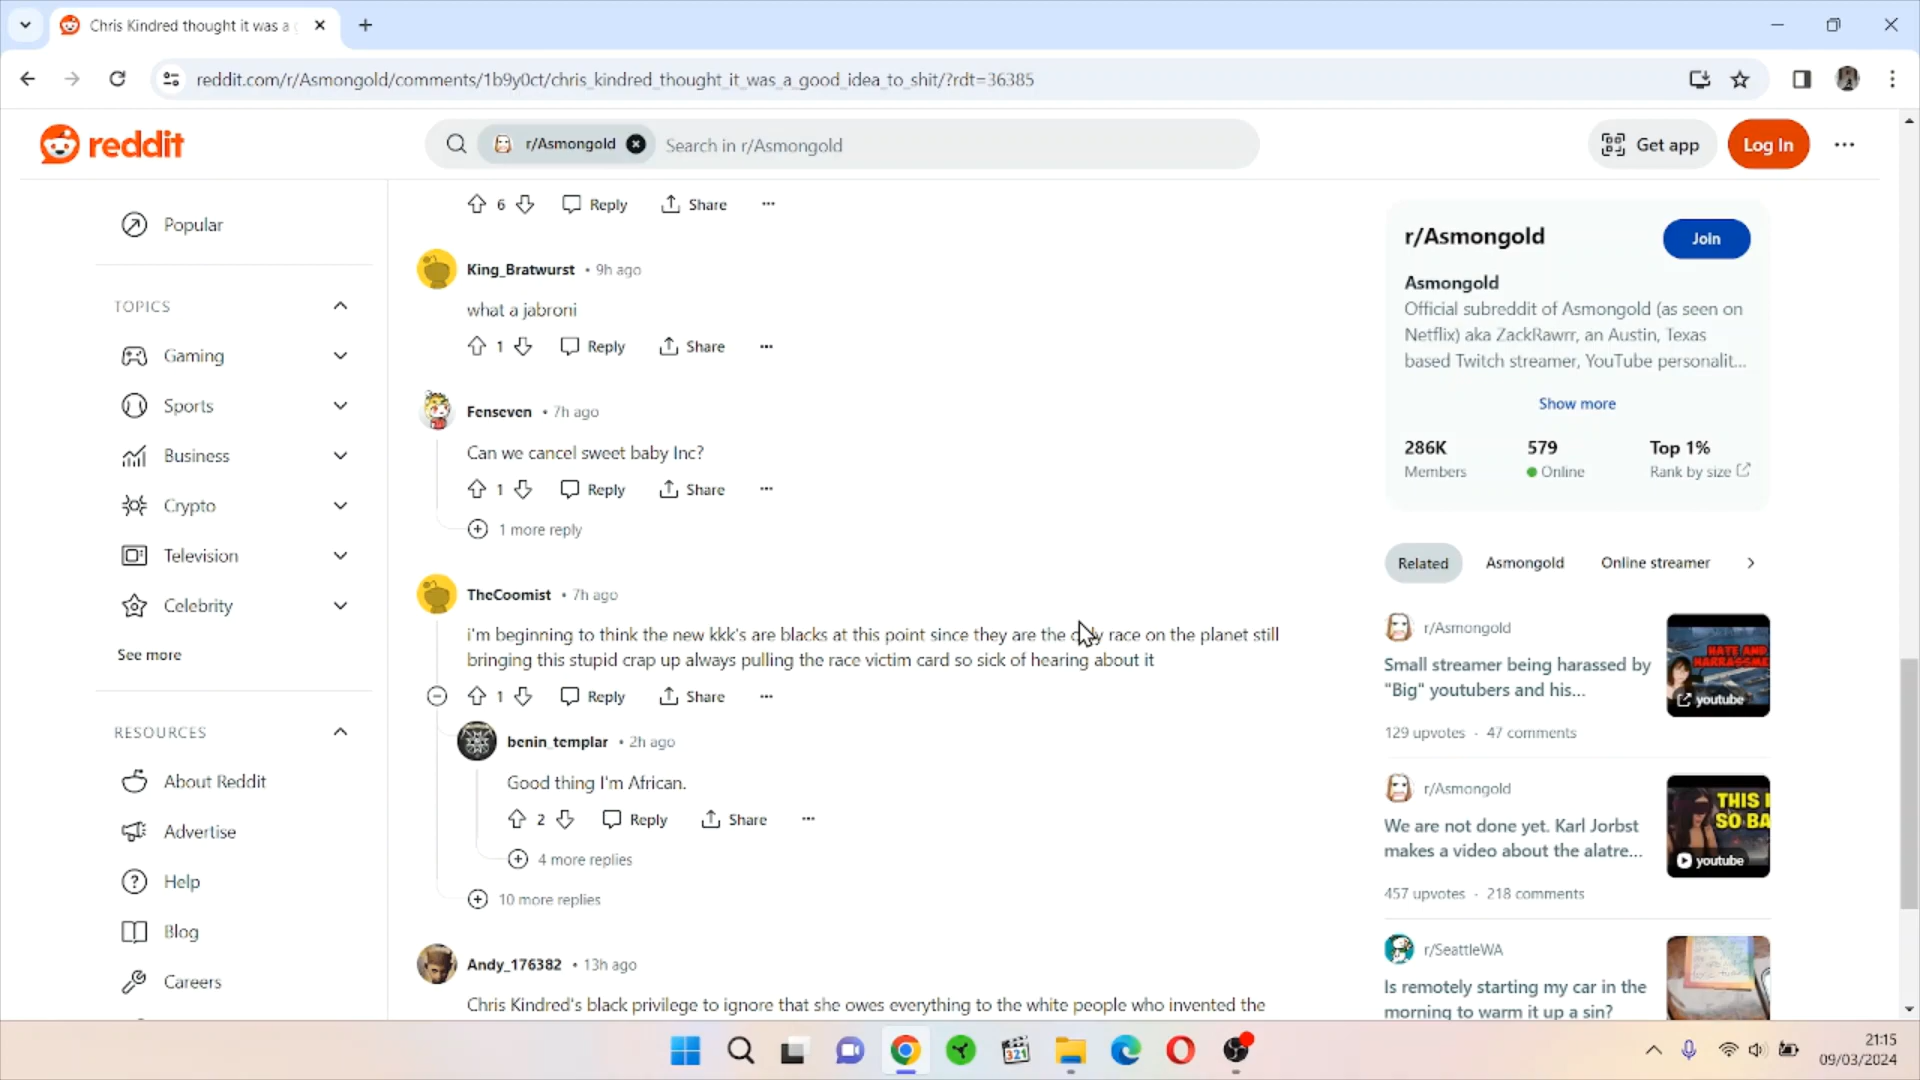 Chris Kindred thought it was a
reddit.com/r/Asmongold/comments/1b9y0ct/chris_kindred_thought_it_was_a_good_idea_to_shit/?rdt=36385
reddit
r/Asmongold
Search in r/Asmongold
Get app
Log In
Popular
TOPICS
Gaming
Sports
Business
Crypto
Television
Celebrity
See more
RESOURCES
About Reddit
Advertise
Help
Blog
Careers
6
Reply
Share
King_Bratwurst • 9h ago
what a jabroni
1
Reply
Share
Fenseven • 7h ago
Can we cancel sweet baby Inc?
1
Reply
Share
1 more reply
TheCoomist • 7h ago
i'm beginning to think the new kkk's are blacks at this point since they are the only race on the planet still
bringing this stupid crap up always pulling the race victim card so sick of hearing about it
1
Reply
Share
benin_templar • 2h ago
Good thing I'm African.
2
Reply
Share
4 more replies
10 more replies
Andy_176382 • 13h ago
Chris Kindred's black privilege to ignore that she owes everything to the white people who invented the
r/Asmongold
Join
Asmongold
Official subreddit of Asmongold (as seen on
Netflix) aka ZackRawrr, an Austin, Texas
based Twitch streamer, YouTube personalit...
Show more
286K
Members
579
Online
Top 1%
Rank by size
Related
Asmongold
Online streamer
r/Asmongold
Small streamer being harassed by
"Big" youtubers and his...
129 upvotes · 47 comments
HATE AND
HARRASSME
youtube
r/Asmongold
We are not done yet. Karl Jorbst
makes a video about the alatre...
457 upvotes · 218 comments
THIS I
SO BA
youtube
r/SeattleWA
Is remotely starting my car in the
morning to warm it up a sin?
321
21:15
09/03/2024